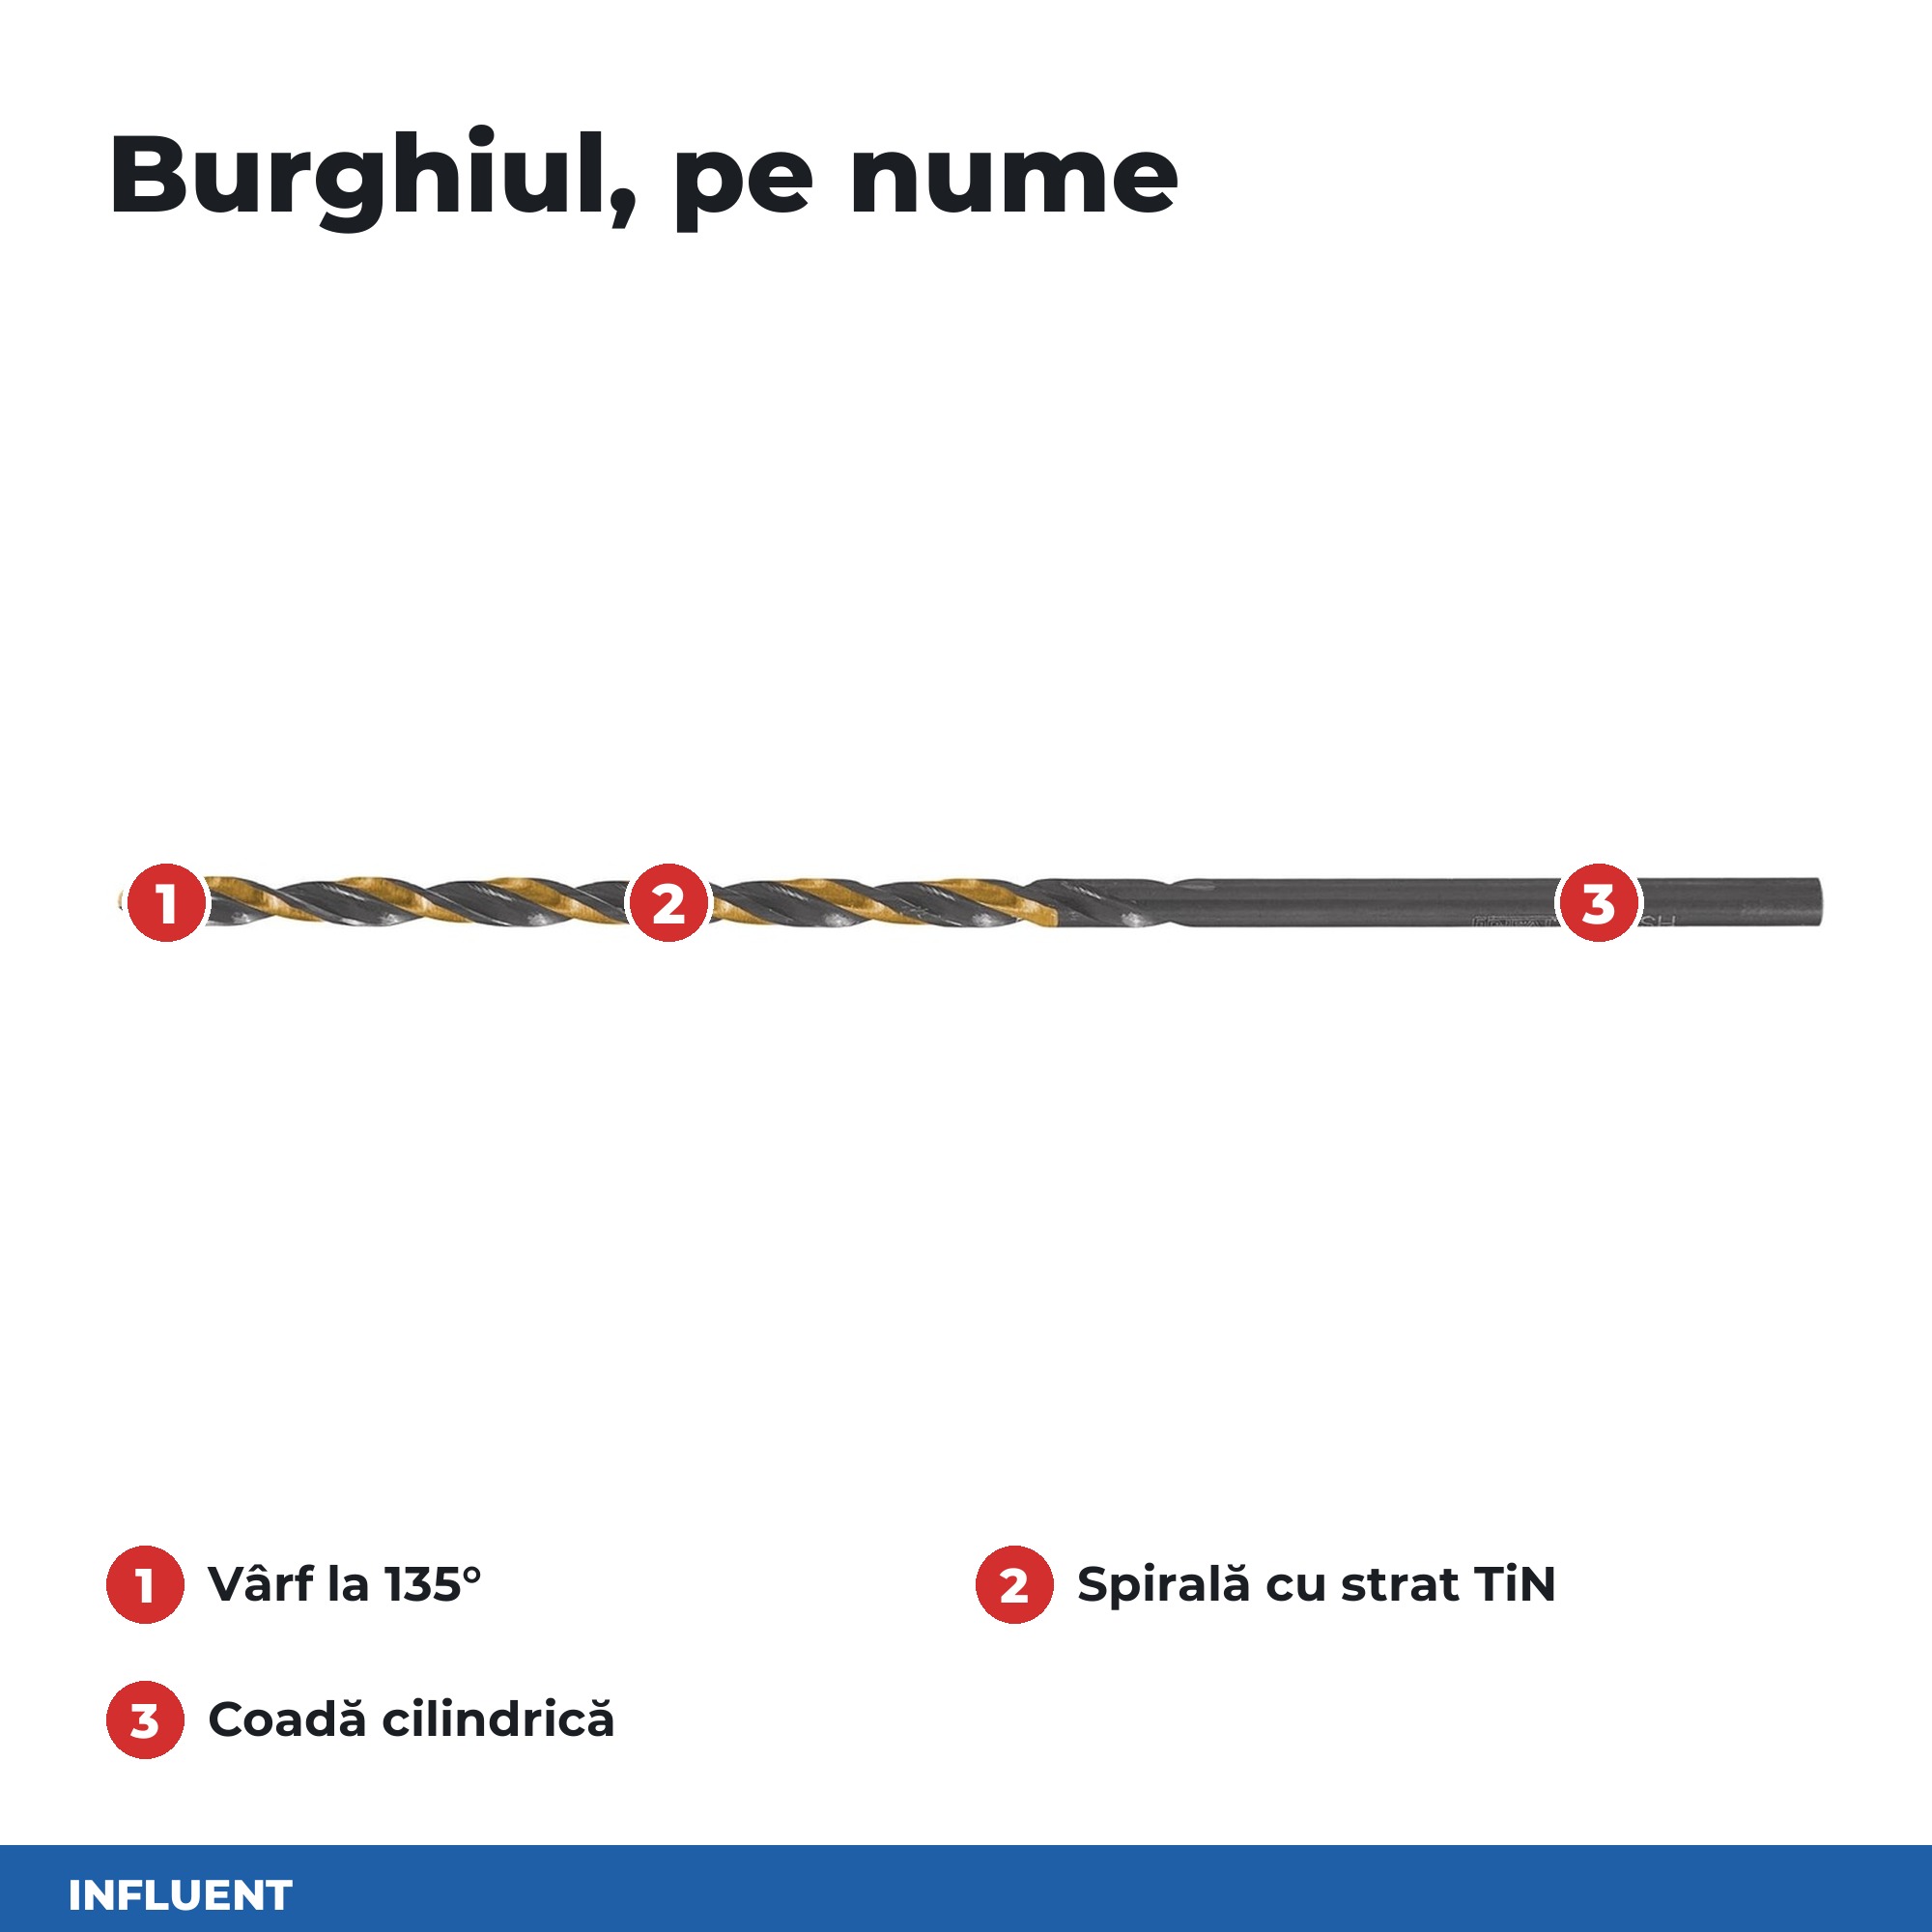 Burghiul, pe nume
1
2
3
1 Vârf la 135°
2 Spirală cu strat TiN
3 Coadă cilindrică
INFLUENT